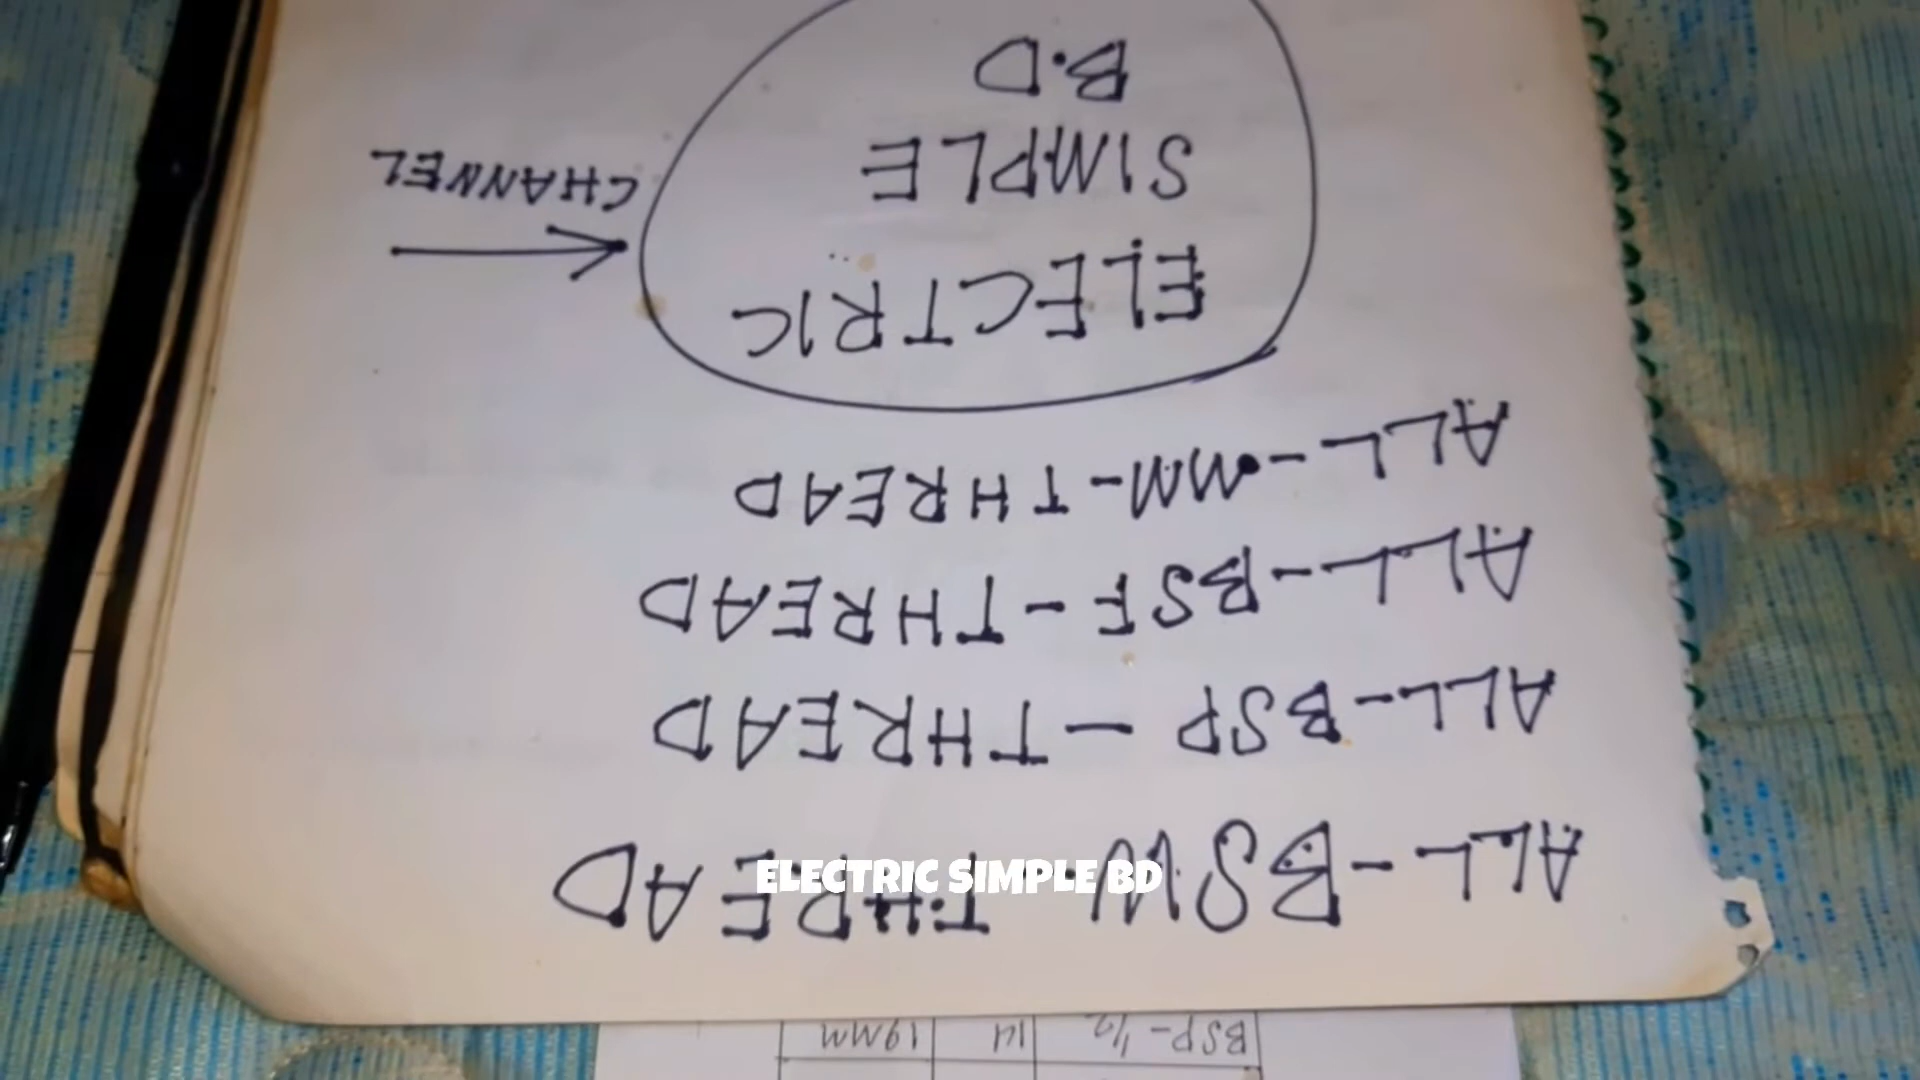 BSP-1/2 14 19MM
ALL-BSW-THREAD
ALL-BSP-THREAD
ALL-BSF-THREAD
ALL-MM-THREAD
ELECTRIC
SIMPLE
B.D
CHANNEL
ELECTRIC SIMPLE BD